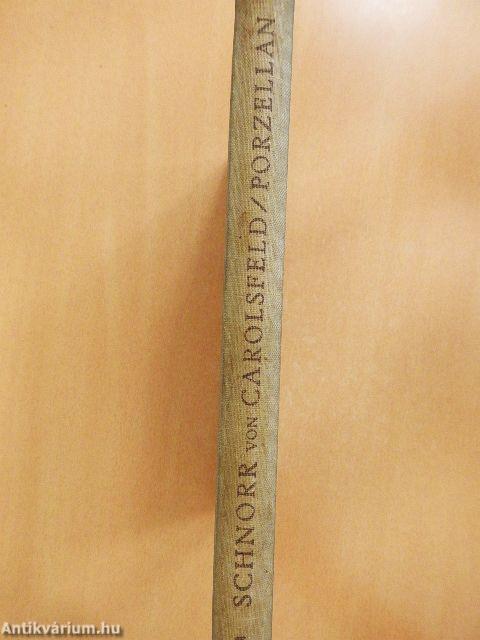 SCHNORR VON CAROLSFELD / PORZELLAN
Antikvárium.hu